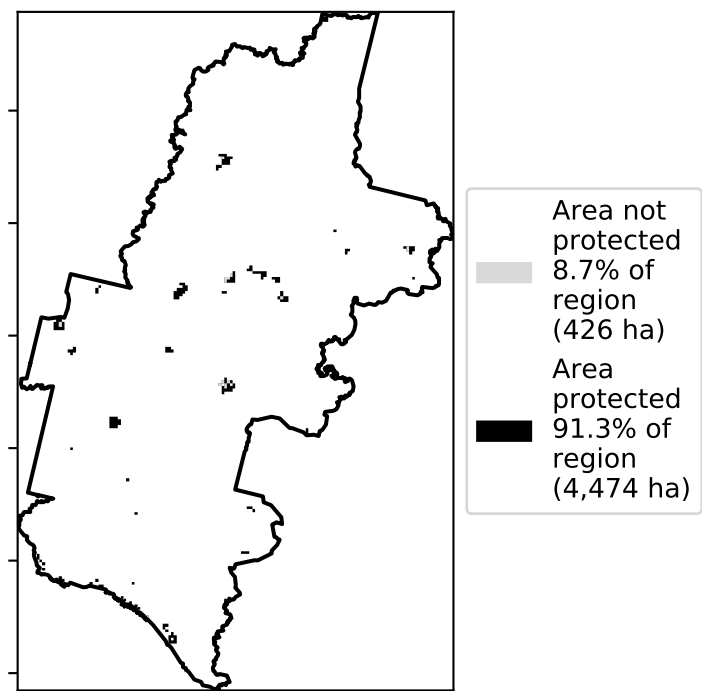 Area not
protected
8.7% of
region
(426 ha)
Area
protected
91.3% of
region
(4,474 ha)